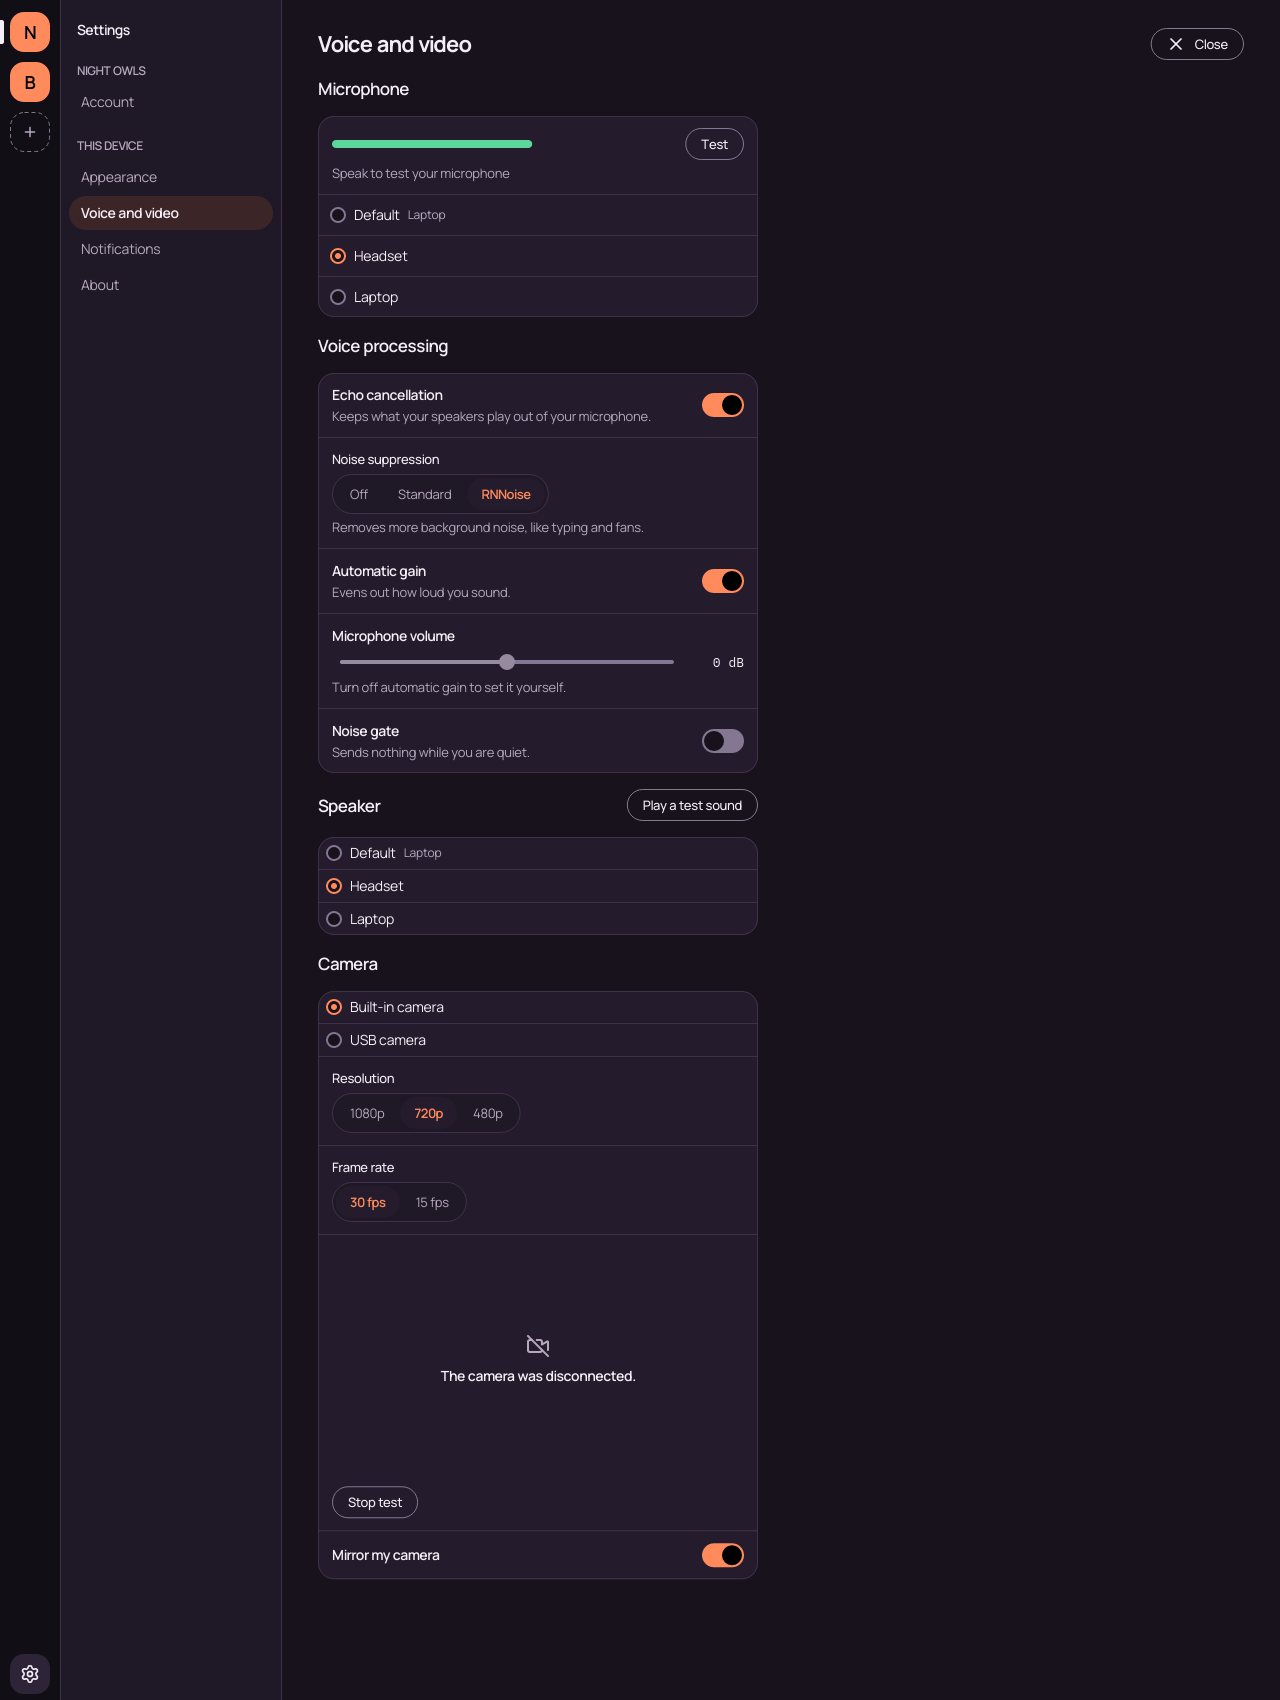 N
Settings
Voice and video
Close
NIGHT OWLS
B
Account
Microphone
Test
Speak to test your microphone
THIS DEVICE
Appearance
Voice and video
Notifications
About
Default Laptop
Headset
Laptop
Voice processing
Echo cancellation
Keeps what your speakers play out of your microphone.
Noise suppression
Off Standard RNNoise
Removes more background noise, like typing and fans.
Automatic gain
Evens out how loud you sound.
Microphone volume
0 dB
Turn off automatic gain to set it yourself.
Noise gate
Sends nothing while you are quiet.
Speaker
Play a test sound
Default Laptop
Headset
Laptop
Camera
Built-in camera
USB camera
Resolution
1080p 720p 480p
Frame rate
30 fps 15 fps
The camera was disconnected.
Stop test
Mirror my camera